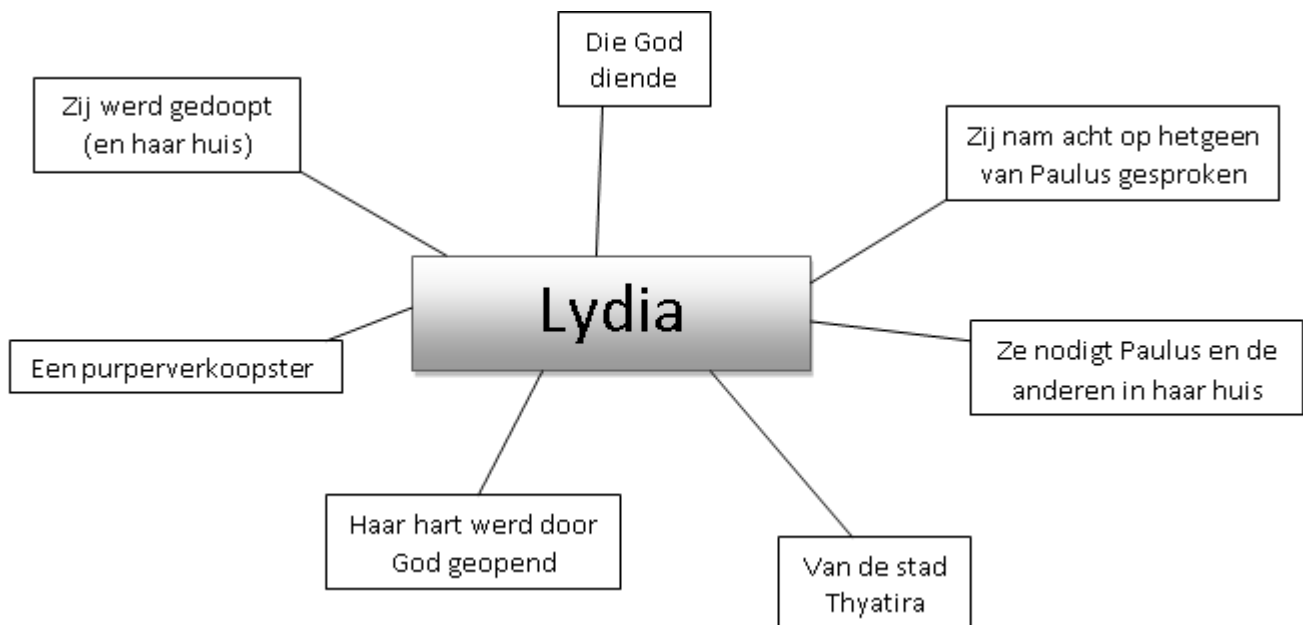 Die God
diende
Zij werd gedoopt
(en haar huis)
Zij nam acht op hetgeen
van Paulus gesproken
Lydia
Een purperverkoopster
Ze nodigt Paulus en de
anderen in haar huis
Haar hart werd door
God geopend
Van de stad
Thyatira